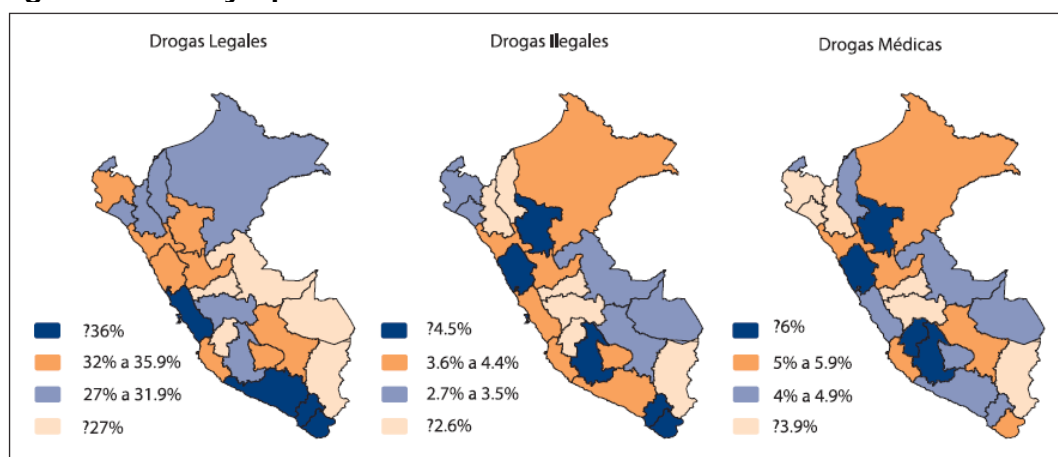 Drogas Legales
?36%
32% a 35.9%
27% a 31.9%
?27%
Drogas Illegales
?4.5%
3.6% a 4.4%
2.7% a 3.5%
?2.6%
Drogas Médicas
?6%
5% a 5.9%
4% a 4.9%
?3.9%